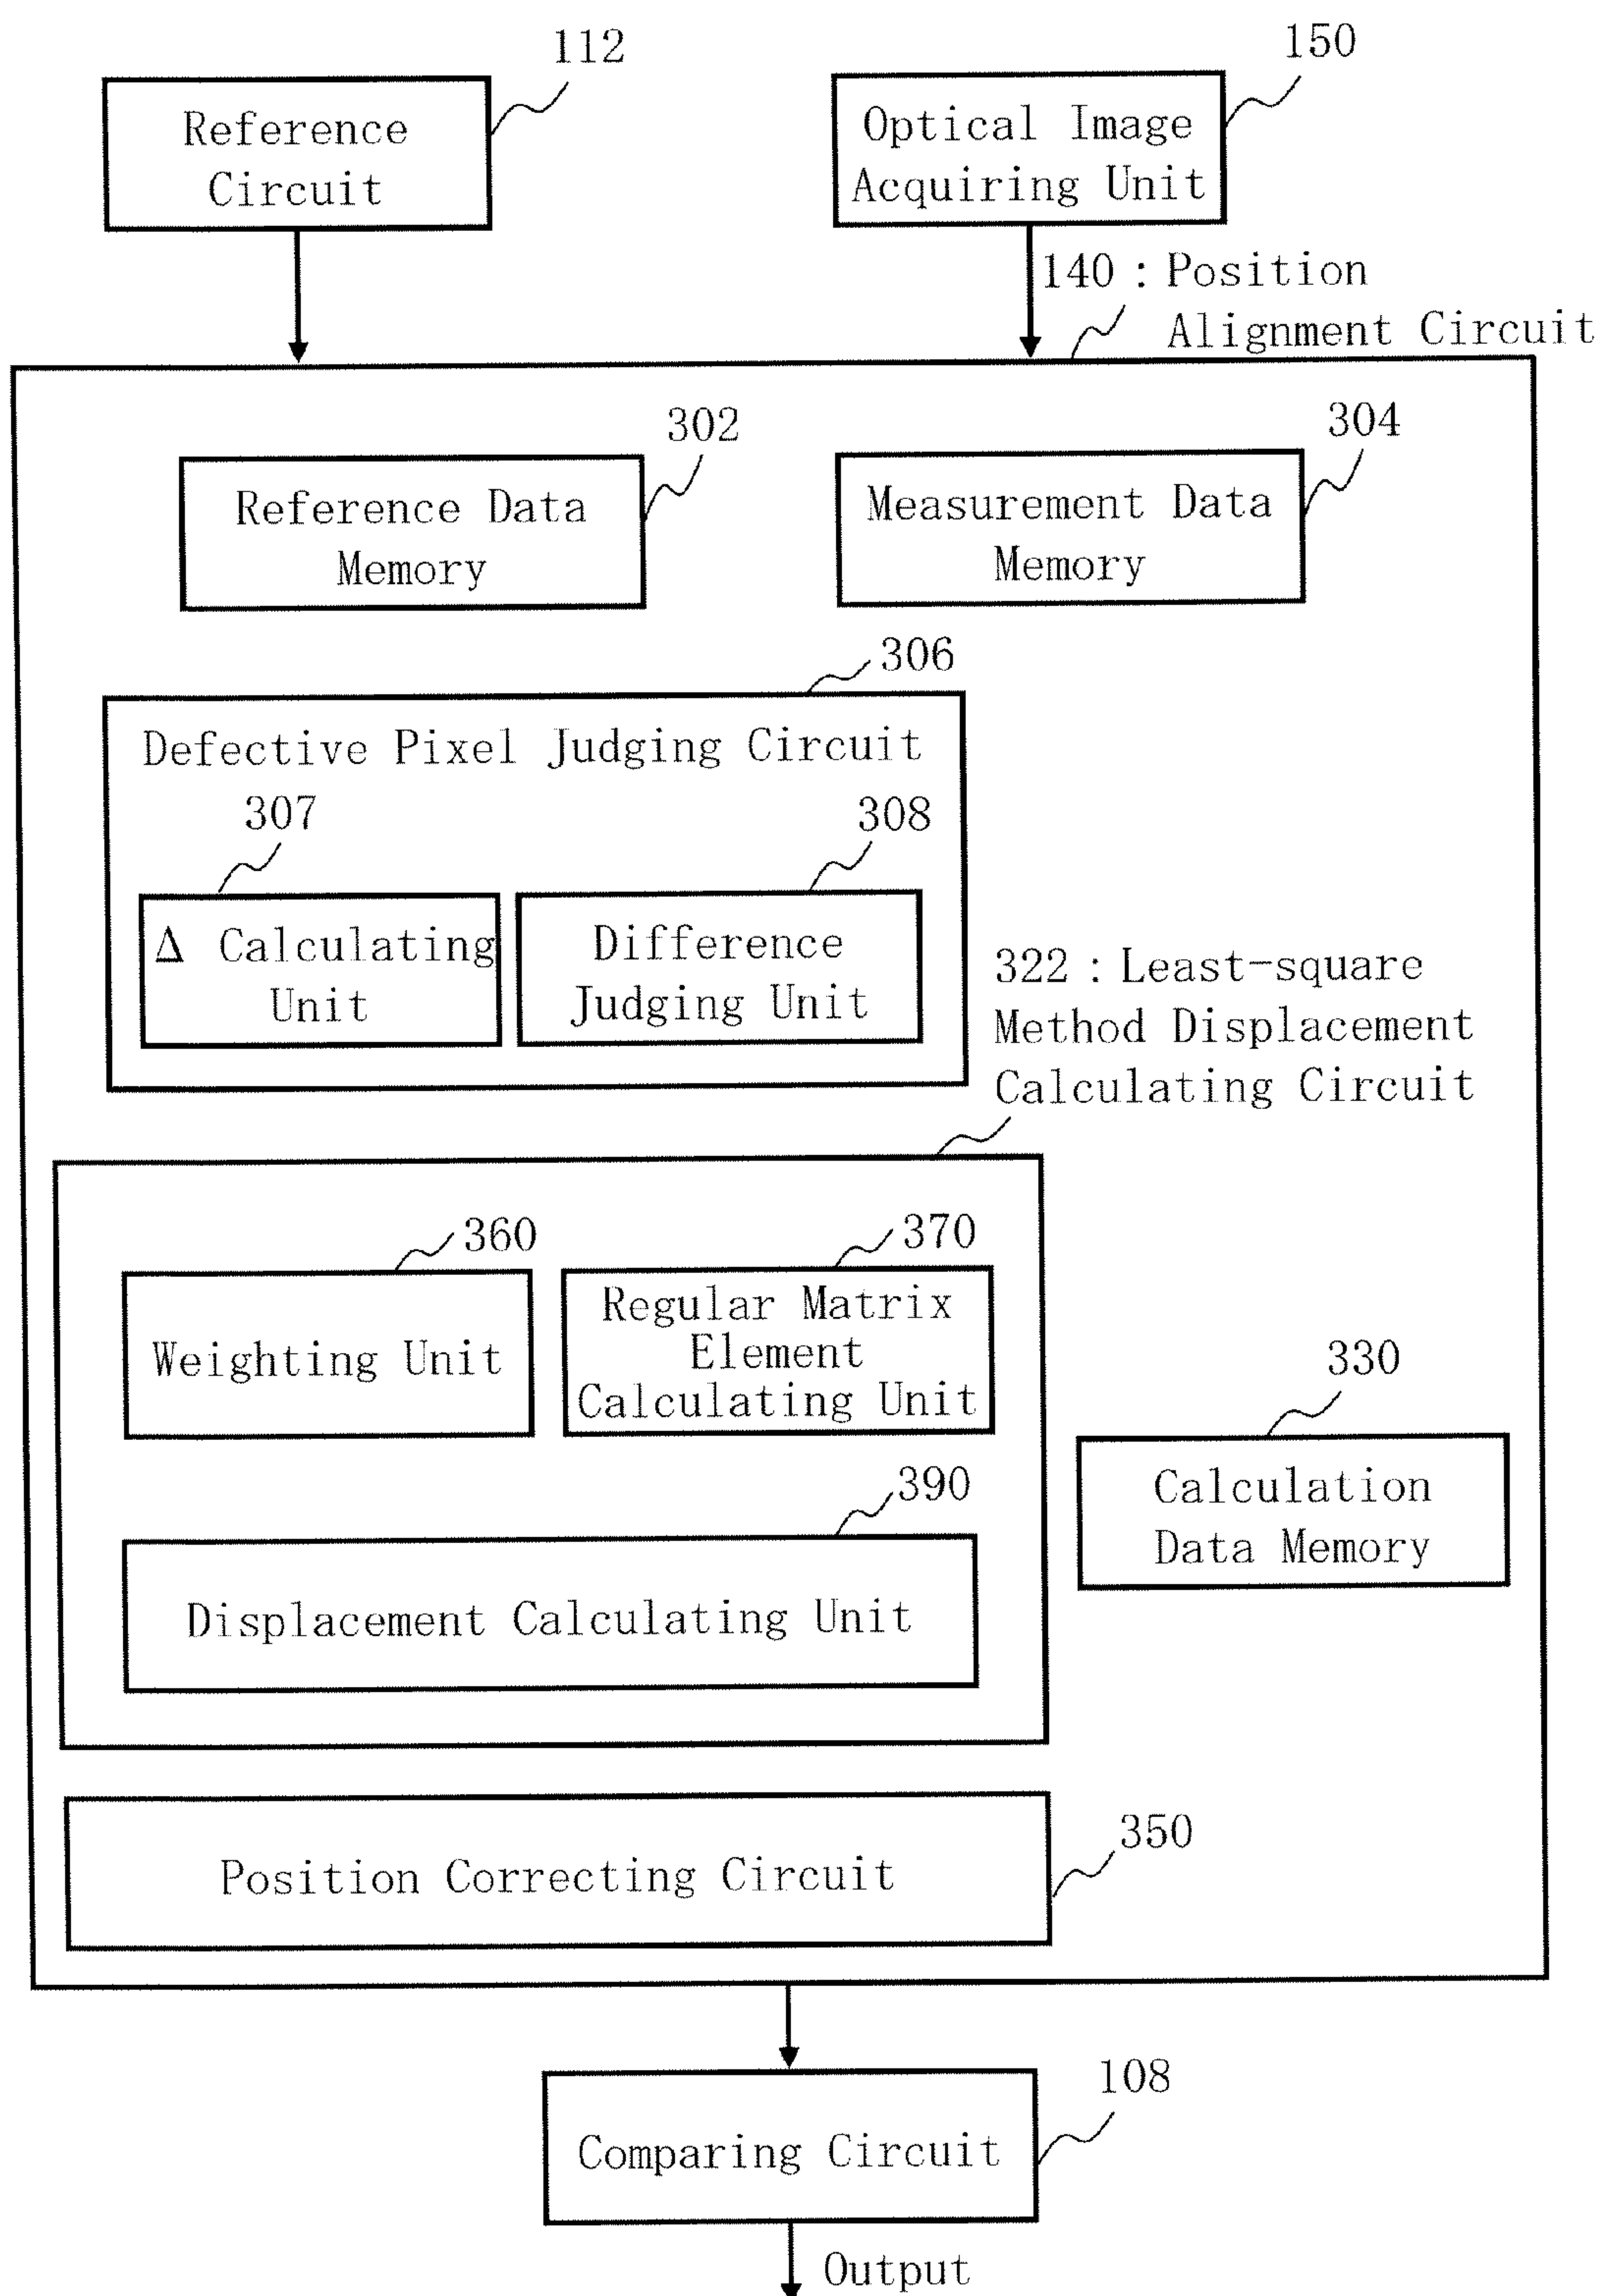 112
Reference
Circuit
150
Optical Image
Acquiring Unit
140 : Position
Alignment Circuit
302
Reference Data
Memory
304
Measurement Data
Memory
306
Defective Pixel Judging Circuit
307
Δ Calculating
Unit
308
Difference
Judging Unit
322 : Least-square
Method Displacement
Calculating Circuit
360
Weighting Unit
370
Regular Matrix
Element
Calculating Unit
330
Calculation
Data Memory
390
Displacement Calculating Unit
350
Position Correcting Circuit
108
Comparing Circuit
Output